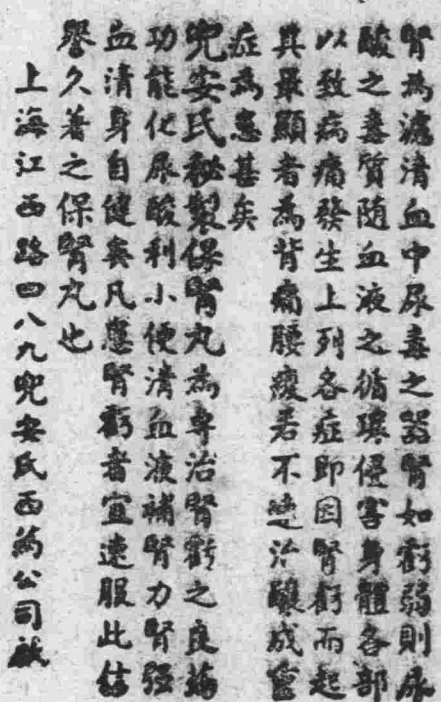 腎為濾清血中尿毒之器腎如虧弱則尿
酸之毒質随血液之循環侵害身體各部
以致病痛發生上列各症即因腎虧而起
其最顯者為背痛腰痠若不速治釀成
症為患甚矣
兜安氏秘製保腎丸為專治腎虧之良葯
功能化尿酸利小便清血液補腎力腎强
血清身自健矣凡患腎虧者宜速服此信
譽久著之保腎丸也
上海江西路四八九兜安氏西葯公司啟